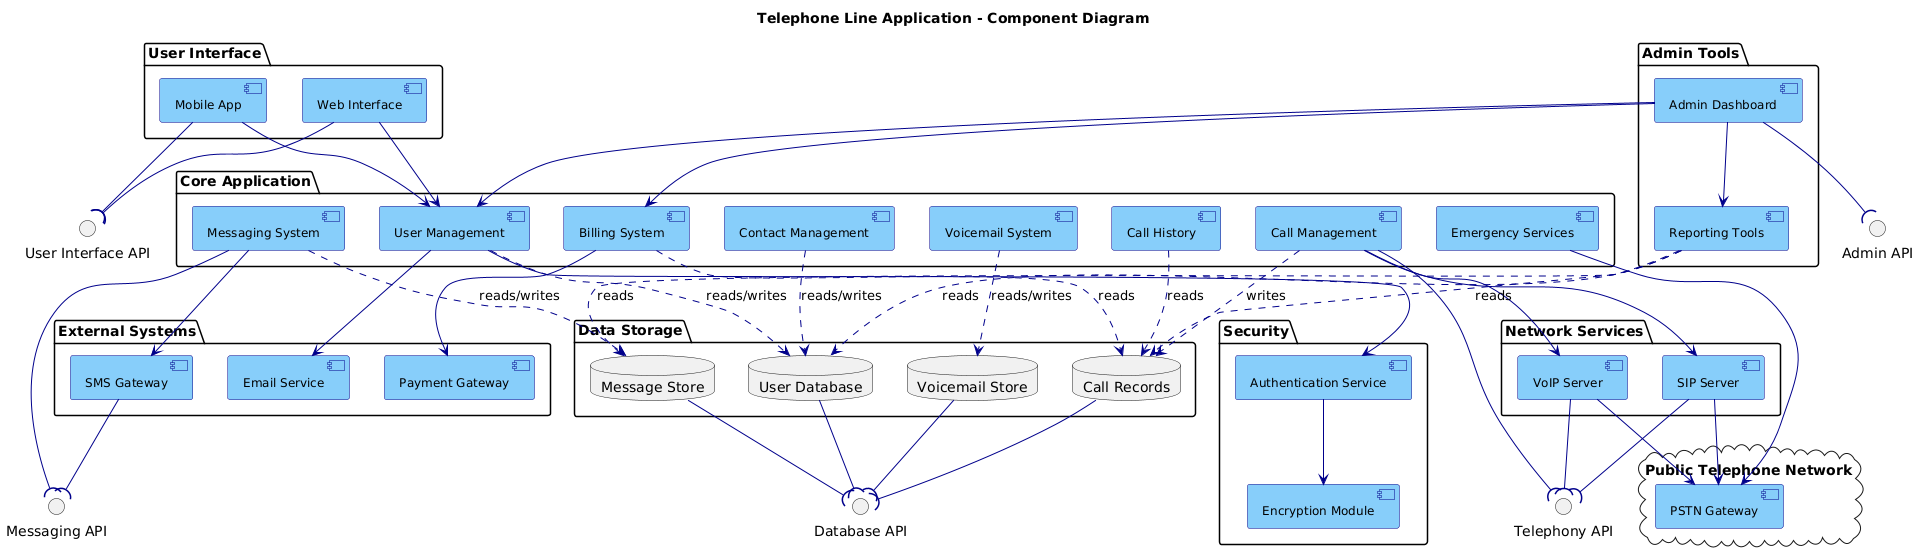 Telephone Line Application - Component Diagram
User Interface
Admin Tools
Mobile App
Web Interface
Admin Dashboard
Core Application
Messaging System
User Management
Billing System
Contact Management
Voicemail System
Call History
Call Management
Emergency Services
Reporting Tools
User Interface API
Admin API
reads/writes
reads
reads/writes
reads/writes
reads
reads/writes
reads
reads
writes
reads
External Systems
Data Storage
Security
Network Services
SMS Gateway
Email Service
Payment Gateway
Message Store
User Database
Voicemail Store
Call Records
Authentication Service
VoIP Server
SIP Server
Public Telephone Network
Encryption Module
PSTN Gateway
Messaging API
Database API
Telephony API